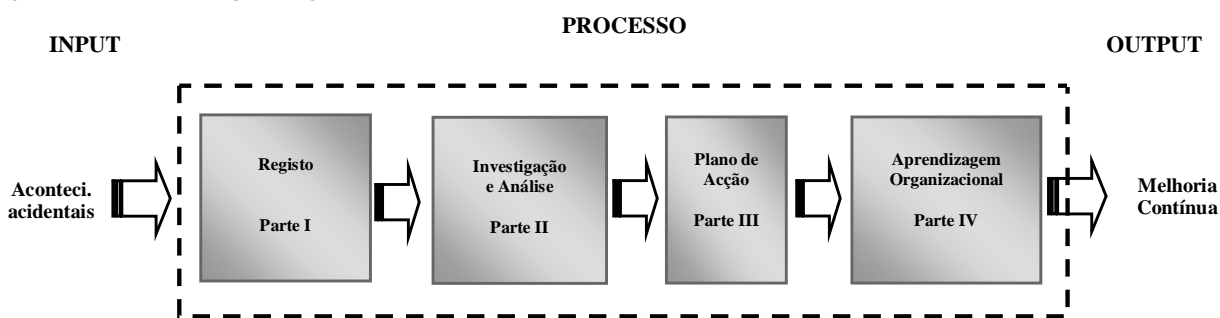 PROCESSO
INPUT
OUTPUT
Registo
Parte I
Investigação
e Análise
Parte II
Plano de
Acção
Parte III
Aprendizagem
Organizacional
Parte IV
Aconteci.
acidentais
Melhoria
Contínua